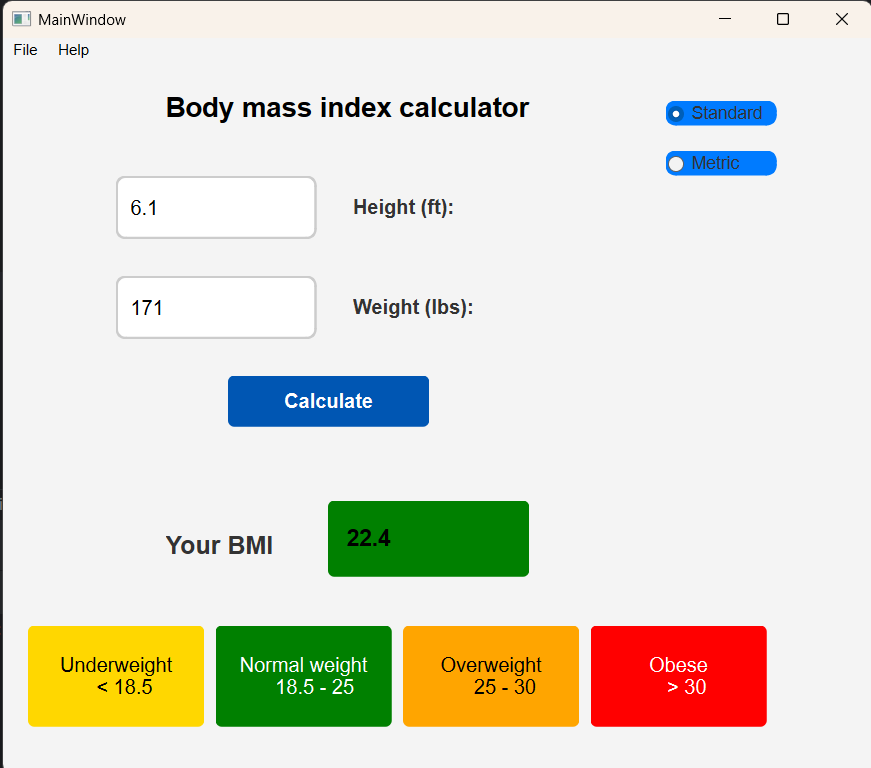 MainWindow
File Help
Body mass index calculator
Standard
Metric
6.1 Height (ft):
171 Weight (lbs):
Calculate
Your BMI 22.4
Underweight
< 18.5
Normal weight
18.5 - 25
Overweight
25 - 30
Obese
> 30